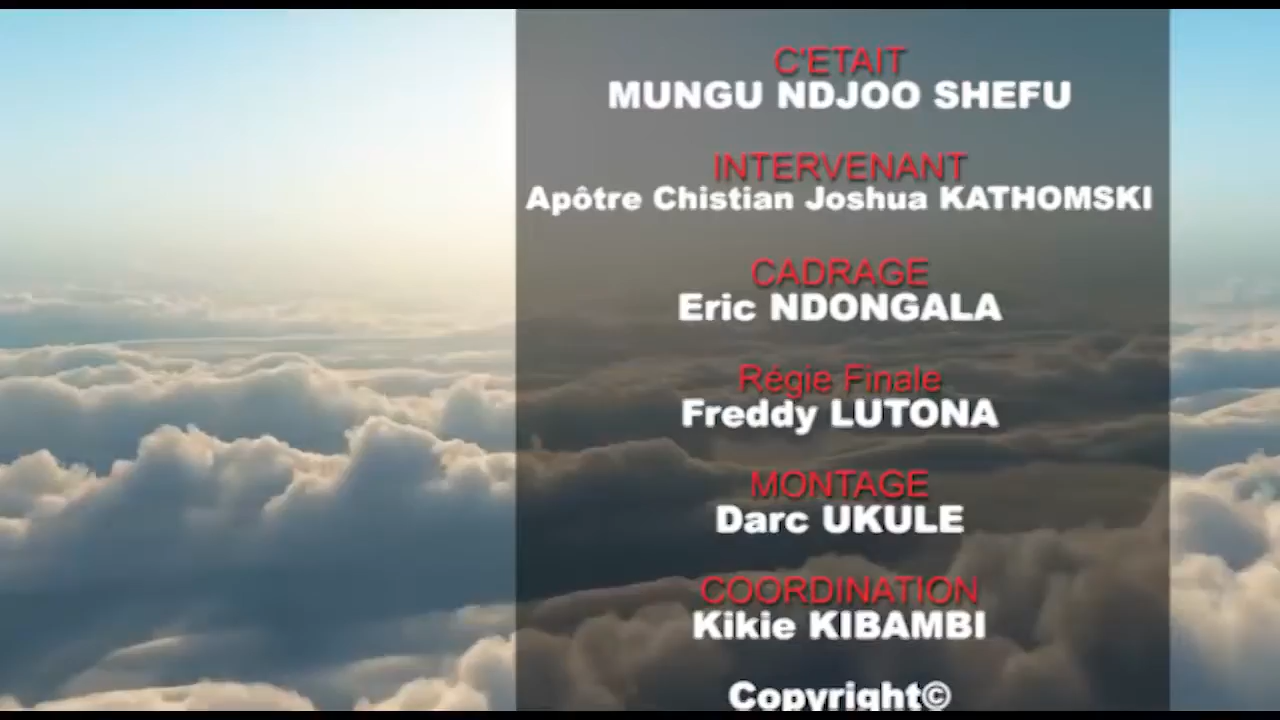 C'ETAIT
MUNGU NDJOO SHEFU
INTERVENANT
Apôtre Chistian Joshua KATHOMSKI
CADRAGE
Eric NDONGALA
Régie Finale
Freddy LUTONA
MONTAGE
Darc UKULE
COORDINATION
Kikie KIBAMBI
Copyright©